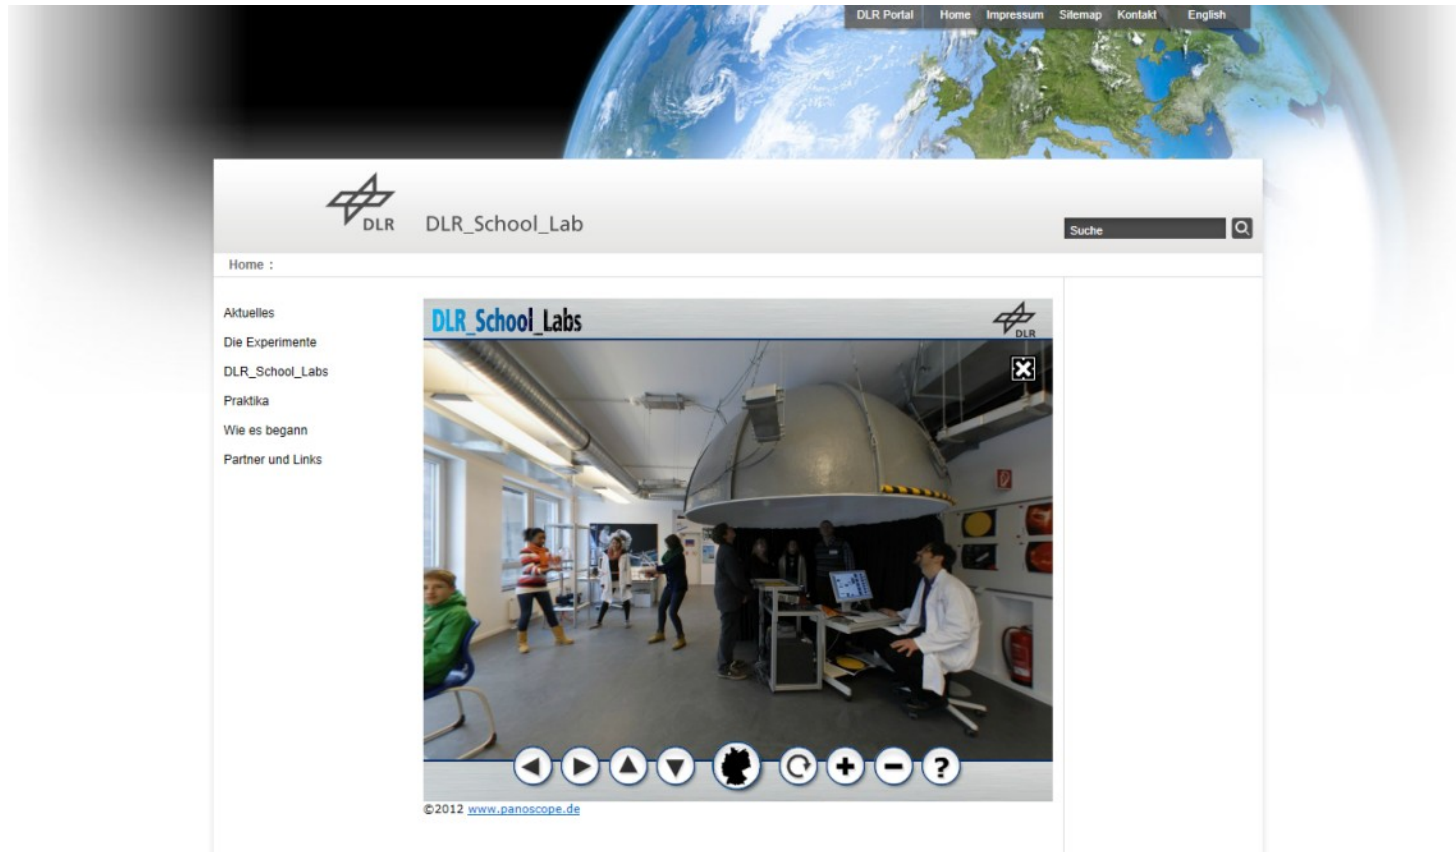 DLR Portal Home Impressum Sitemap Kontakt English
DLR
DLR_School_Lab
Suche
Home :
Aktuelles
Die Experimente
DLR_School_Labs
Praktika
Wie es begann
Partner und Links
DLR_School_Labs
DLR
?
©2012 www.panoscope.de